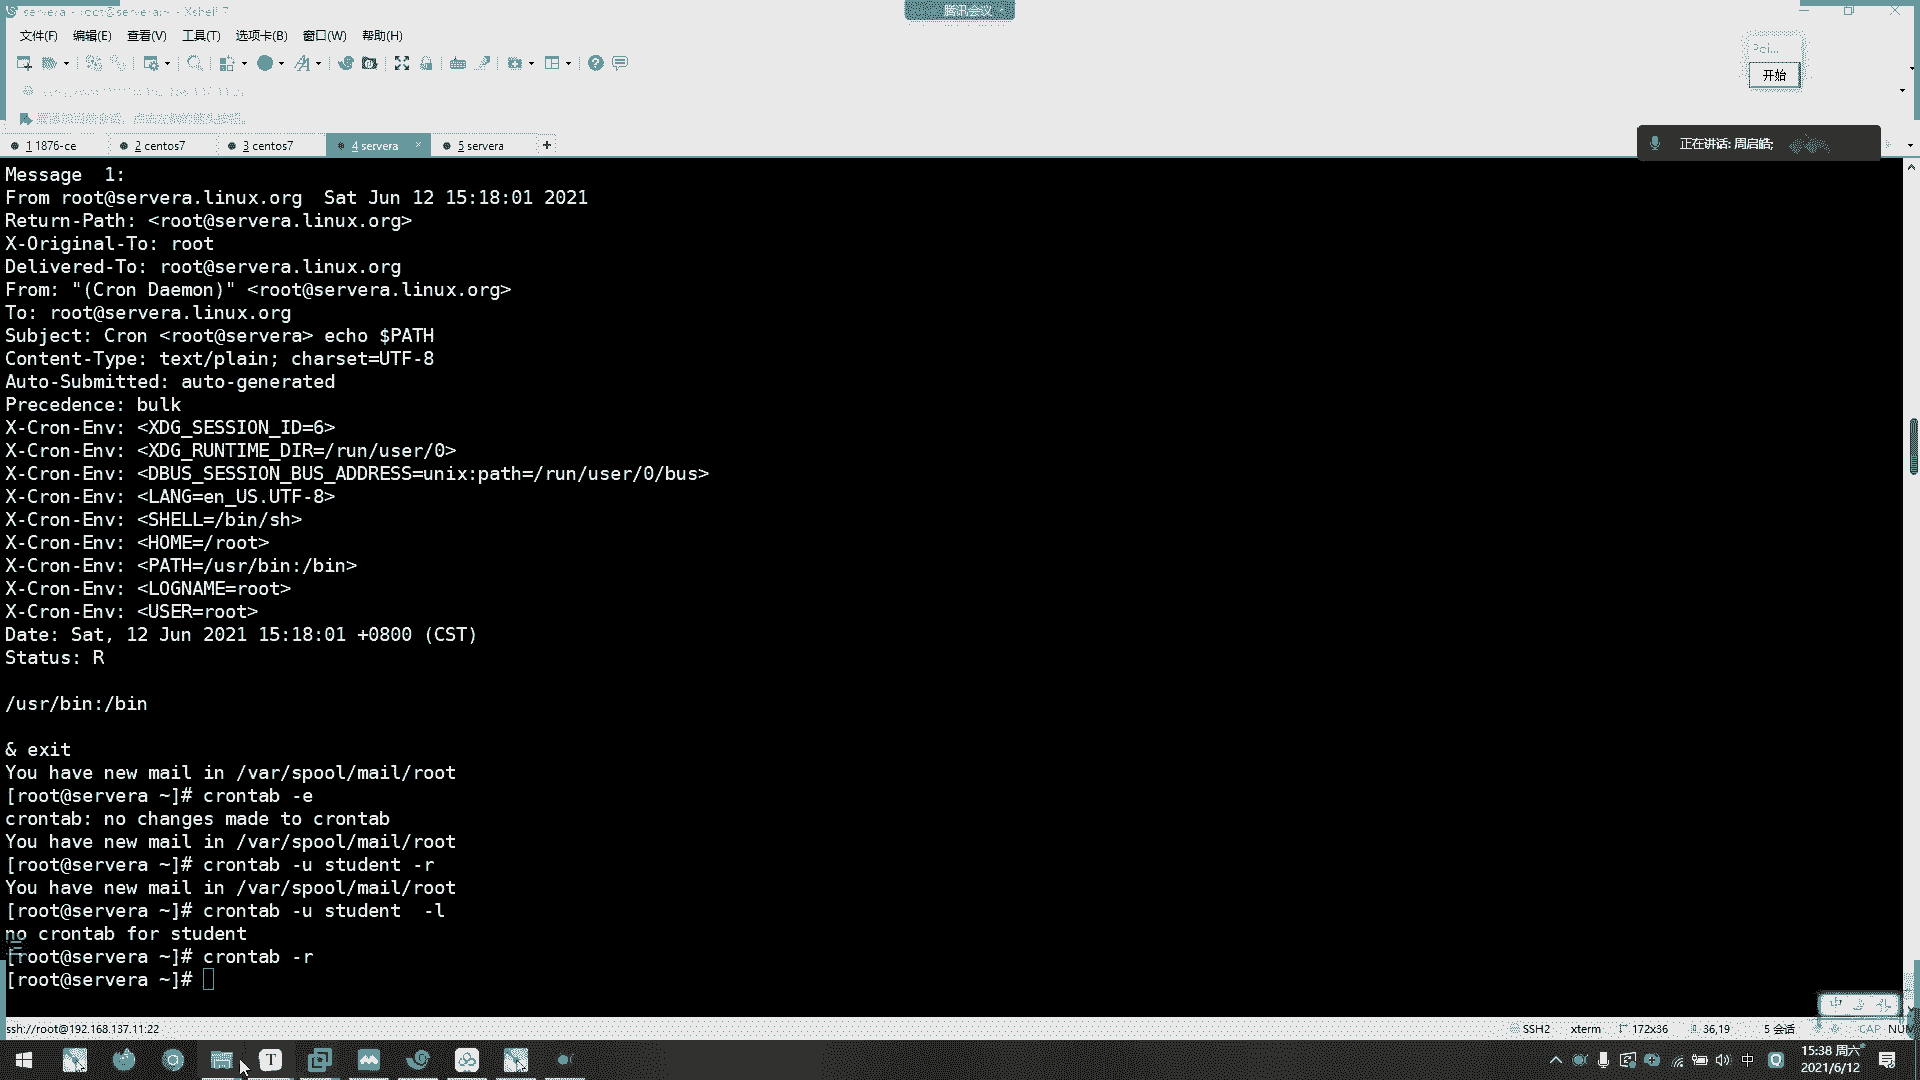 servera - root@servera:~ - Xshell 7
腾讯会议
文件(F) 编辑(E) 查看(V) 工具(T) 选项卡(B) 窗口(W) 帮助(H)
Poi...
开始
1 1876-ce 2 centos7 3 centos7 4 servera × 5 servera +
正在讲话: 周启皓;
Message  1:
From root@servera.linux.org  Sat Jun 12 15:18:01 2021
Return-Path: <root@servera.linux.org>
X-Original-To: root
Delivered-To: root@servera.linux.org
From: "(Cron Daemon)" <root@servera.linux.org>
To: root@servera.linux.org
Subject: Cron <root@servera> echo $PATH
Content-Type: text/plain; charset=UTF-8
Auto-Submitted: auto-generated
Precedence: bulk
X-Cron-Env: <XDG_SESSION_ID=6>
X-Cron-Env: <XDG_RUNTIME_DIR=/run/user/0>
X-Cron-Env: <DBUS_SESSION_BUS_ADDRESS=unix:path=/run/user/0/bus>
X-Cron-Env: <LANG=en_US.UTF-8>
X-Cron-Env: <SHELL=/bin/sh>
X-Cron-Env: <HOME=/root>
X-Cron-Env: <PATH=/usr/bin:/bin>
X-Cron-Env: <LOGNAME=root>
X-Cron-Env: <USER=root>
Date: Sat, 12 Jun 2021 15:18:01 +0800 (CST)
Status: R
/usr/bin:/bin
& exit
You have new mail in /var/spool/mail/root
[root@servera ~]# crontab -e
crontab: no changes made to crontab
You have new mail in /var/spool/mail/root
[root@servera ~]# crontab -u student -r
You have new mail in /var/spool/mail/root
[root@servera ~]# crontab -u student  -l
no crontab for student
[root@servera ~]# crontab -r
[root@servera ~]#
ssh://root@192.168.137.11:22 SSH2 xterm 172x36 36,19 5 会话 CAP NUM
中
15:38 周六
2021/6/12